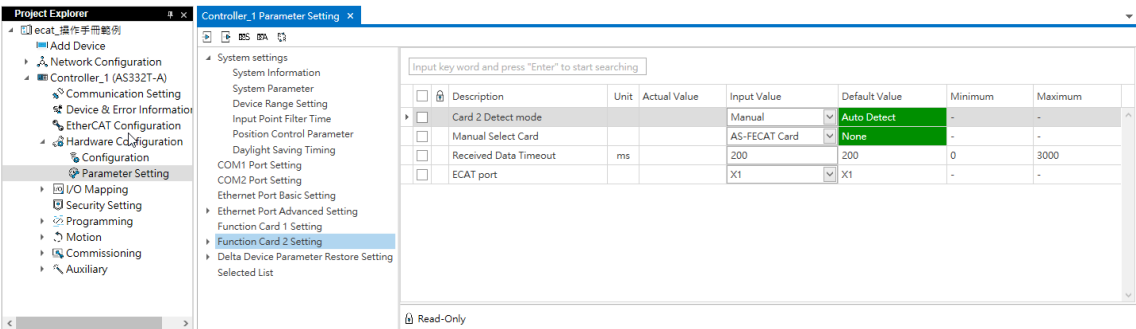 Project Explorer
ecat_操作手冊範例
Add Device
Network Configuration
Controller_1 (AS332T-A)
Communication Setting
Device & Error Information
EtherCAT Configuration
Hardware Configuration
Configuration
Parameter Setting
I/O Mapping
Security Setting
Programming
Motion
Commissioning
Auxiliary
Controller_1 Parameter Setting
System settings
System Information
System Parameter
Device Range Setting
Input Point Filter Time
Position Control Parameter
Daylight Saving Timing
COM1 Port Setting
COM2 Port Setting
Ethernet Port Basic Setting
Ethernet Port Advanced Setting
Function Card 1 Setting
Function Card 2 Setting
Delta Device Parameter Restore Setting
Selected List
Input key word and press "Enter" to start searching
Description Unit Actual Value Input Value Default Value Minimum Maximum
Card 2 Detect mode Manual Auto Detect - -
Manual Select Card AS-FECAT Card None - -
Received Data Timeout ms 200 200 0 3000
ECAT port X1 X1 - -
Read-Only